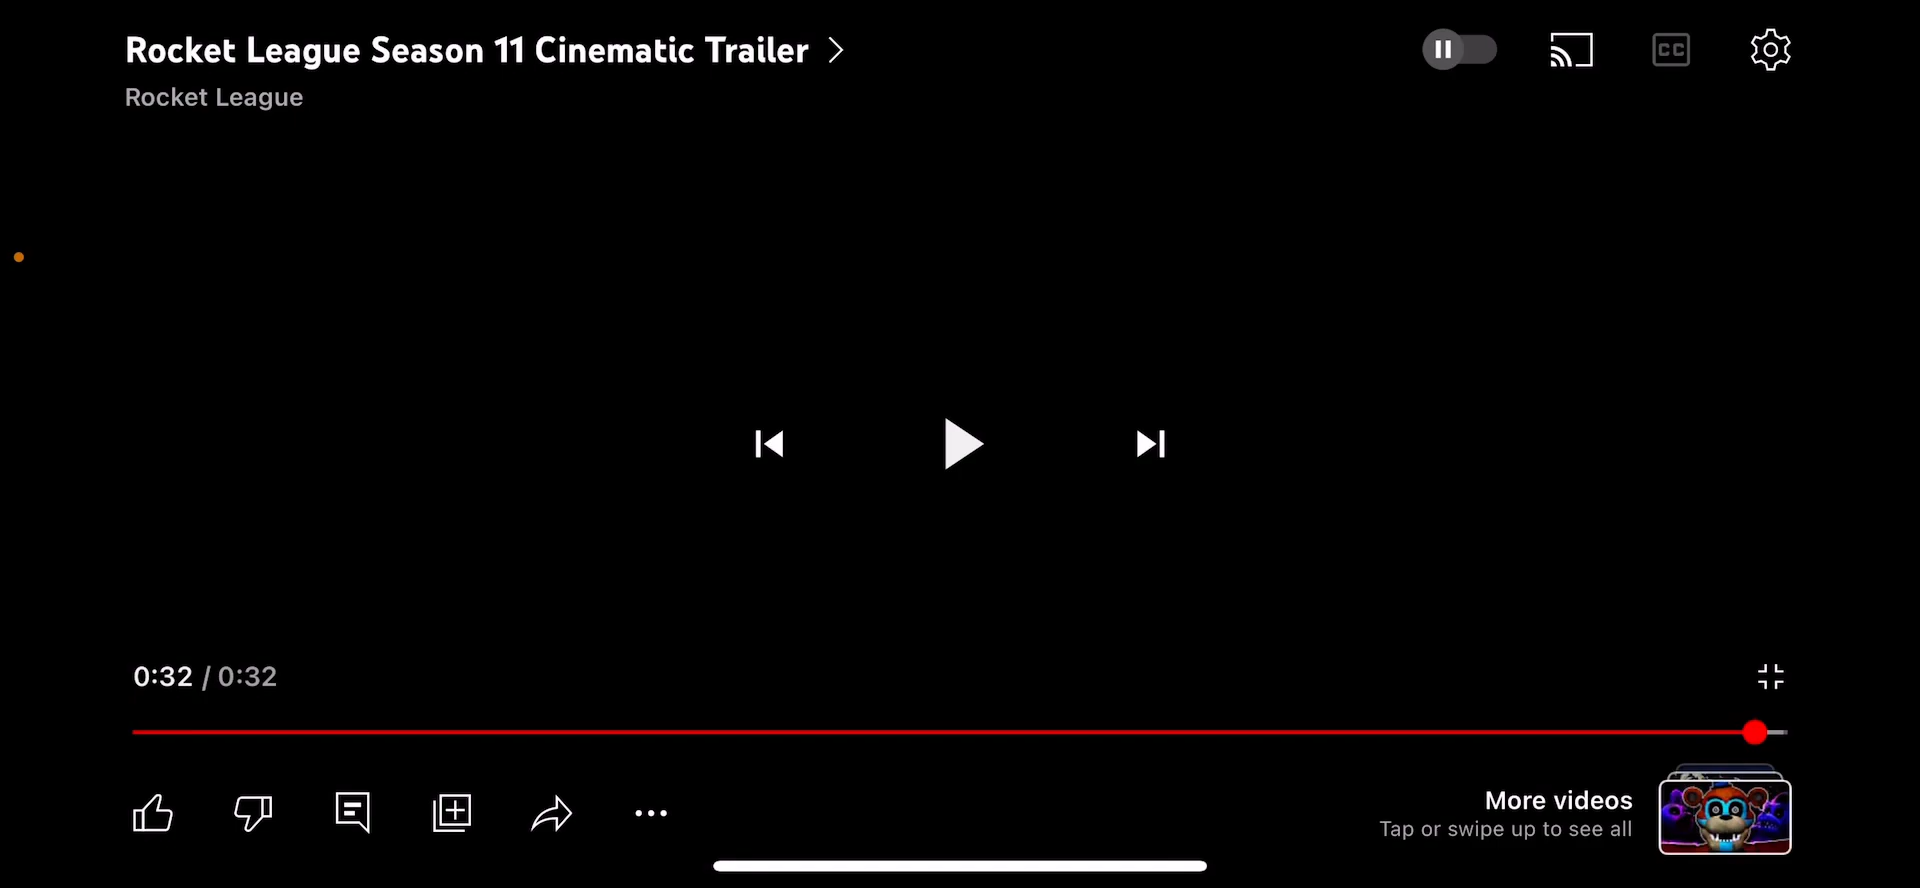 Rocket League Season 11 Cinematic Trailer
Rocket League
CC
0:32 / 0:32
More videos
Tap or swipe up to see all